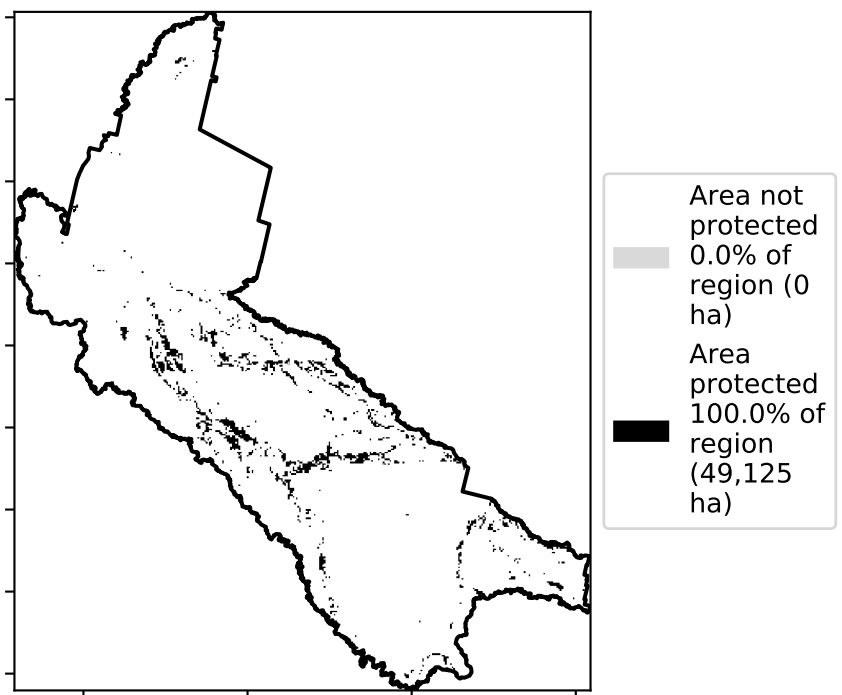 Area not
protected
0.0% of
region (0
ha)
Area
protected
100.0% of
region
(49,125
ha)